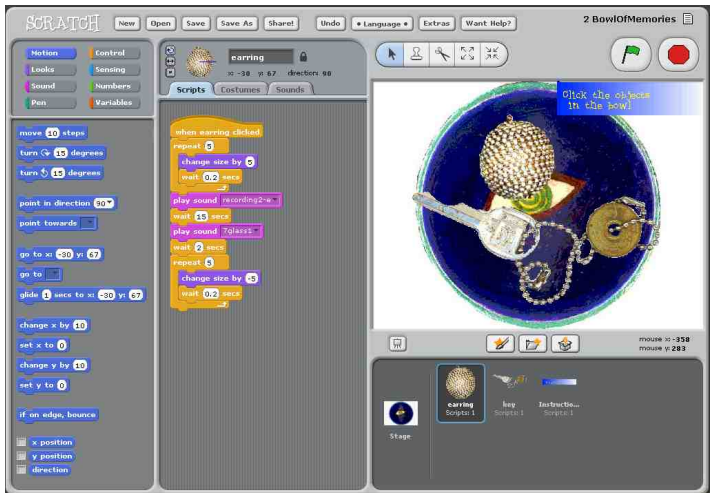 SCRATCH
New Open Save Save As Share! Undo • Language • Extras Want Help?
2 BowlOfMemories
Motion Control
Looks Sensing
Sound Numbers
Pen Variables
move 10 steps
turn 15 degrees
turn 15 degrees
point in direction 90
point towards
go to x: -30 y: 67
go to
glide 1 secs to x: -30 y: 67
change x by 10
set x to 0
change y by 10
set y to 0
if on edge, bounce
x position
y position
direction
earring
x: -30 y: 67 direction: 90
Scripts Costumes Sounds
when earring clicked
repeat 5
change size by 5
wait 0.2 secs
play sound recording2-e
wait 15 secs
play sound 7glass1
wait 2 secs
repeat 5
change size by -5
wait 0.2 secs
Click the objects
in the bowl
mouse x: -358
mouse y: 283
Stage
earring
Scripts: 1
key
Scripts: 1
Instructio...
Scripts: 1